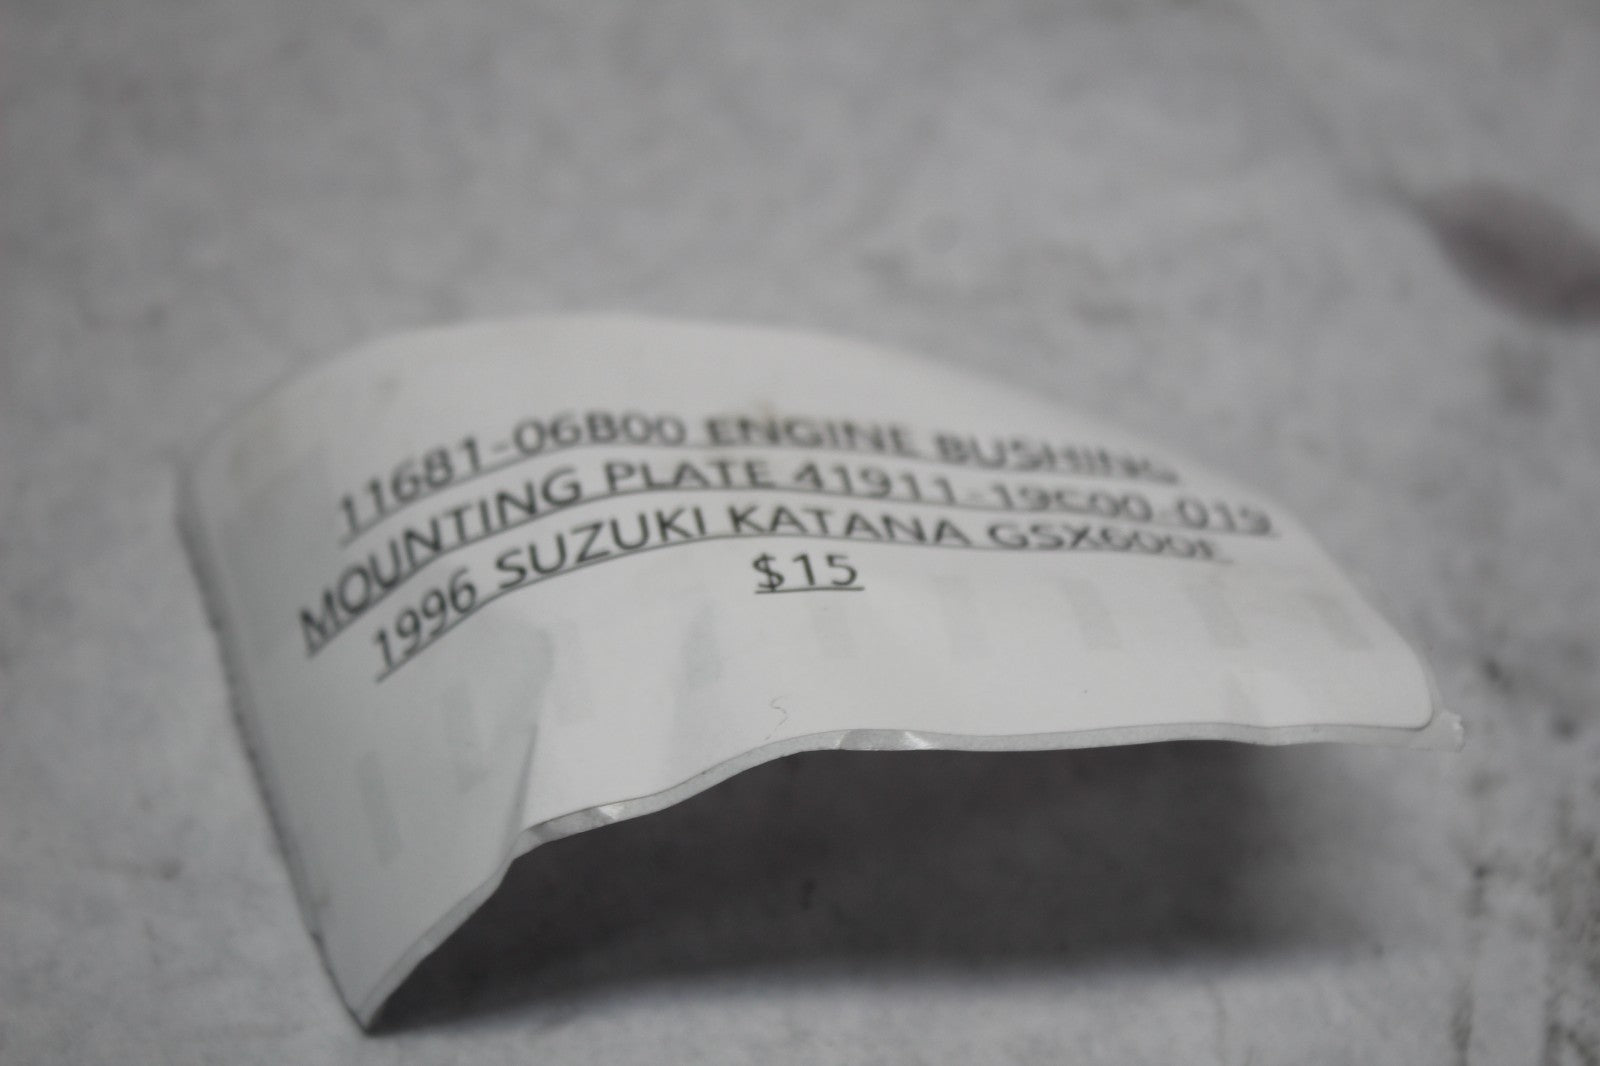 11681-06B00 ENGINE BUSHING
MOUNTING PLATE 41911-19C00-019
1996 SUZUKI KATANA GSX600F
$15